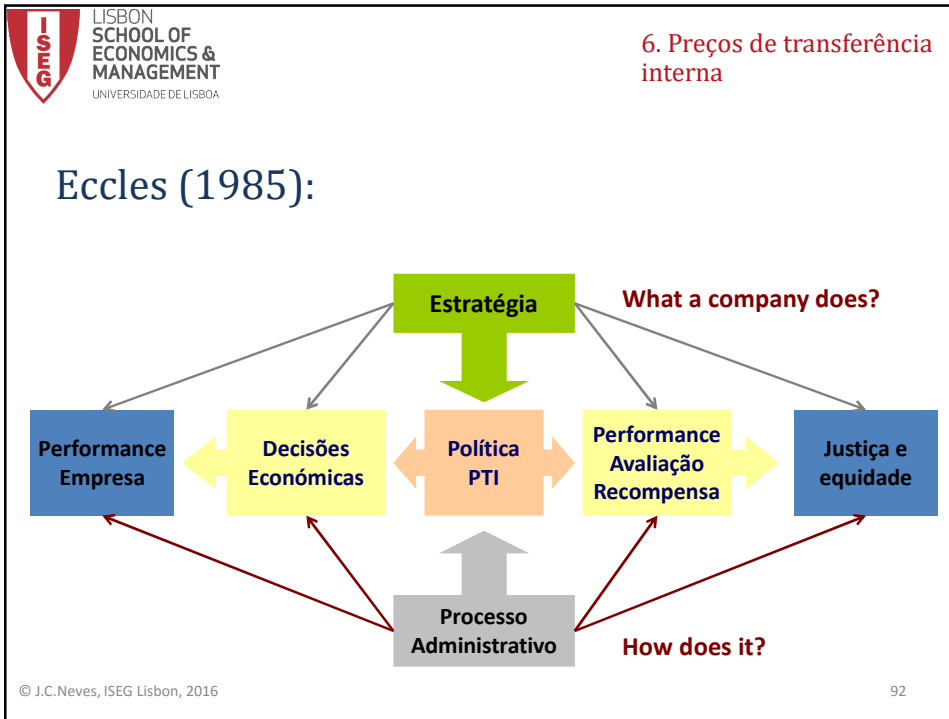 LISBON
SCHOOL OF
ECONOMICS &
MANAGEMENT
UNIVERSIDADE DE LISBOA
ISEG
6. Preços de transferência
interna
Eccles (1985):
Estratégia
What a company does?
Performance
Empresa
Decisões
Económicas
Política
PTI
Performance
Avaliação
Recompensa
Justiça e
equidade
Processo
Administrativo
How does it?
© J.C.Neves, ISEG Lisbon, 2016
92